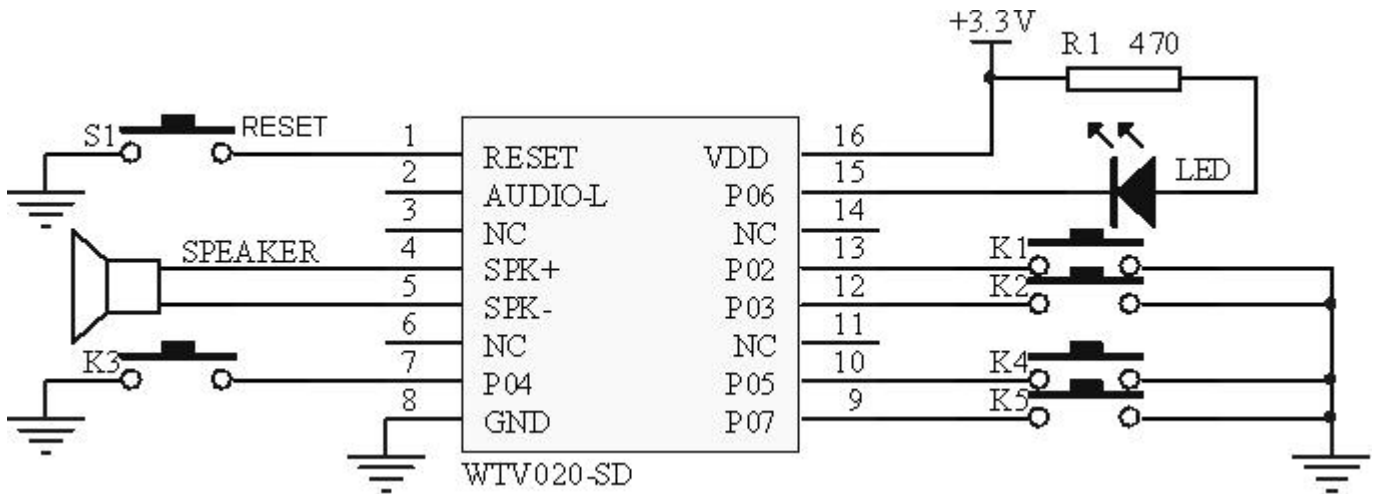 +3.3V
R1 470
S1 RESET 1 RESET VDD 16
2 AUDIO-L P06 15 LED
3 NC NC 14
SPEAKER 4 SPK+ P02 13 K1
5 SPK- P03 12 K2
6 NC NC 11
K3 7 P04 P05 10 K4
8 GND P07 9 K5
WTV020-SD